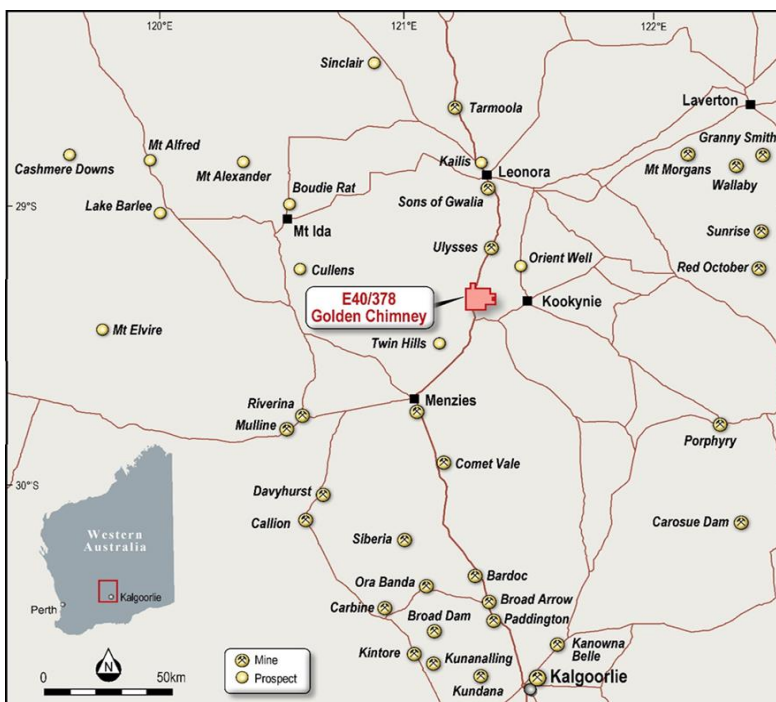 120°E
121°E
122°E
Sinclair
Tarmoola
Laverton
Granny Smith
Mt Alfred
Kailis
Cashmere Downs
Mt Alexander
Leonora
Mt Morgans
Wallaby
Boudie Rat
Sons of Gwalia
29°S
Lake Barlee
Mt Ida
Sunrise
Ulysses
Orient Well
Cullens
Red October
E40/378
Golden Chimney
Kookynie
Mt Elvire
Twin Hills
Menzies
Riverina
Mulline
Porphyry
Comet Vale
30°S
Davyhurst
Callion
Carosue Dam
Siberia
Western
Australia
Bardoc
Ora Banda
Kalgoorlie
Perth
Carbine
Broad Arrow
Broad Dam
Paddington
Kanowna
Belle
Kintore
Kunanalling
N
Mine
Prospect
Kundana
Kalgoorlie
0
50km